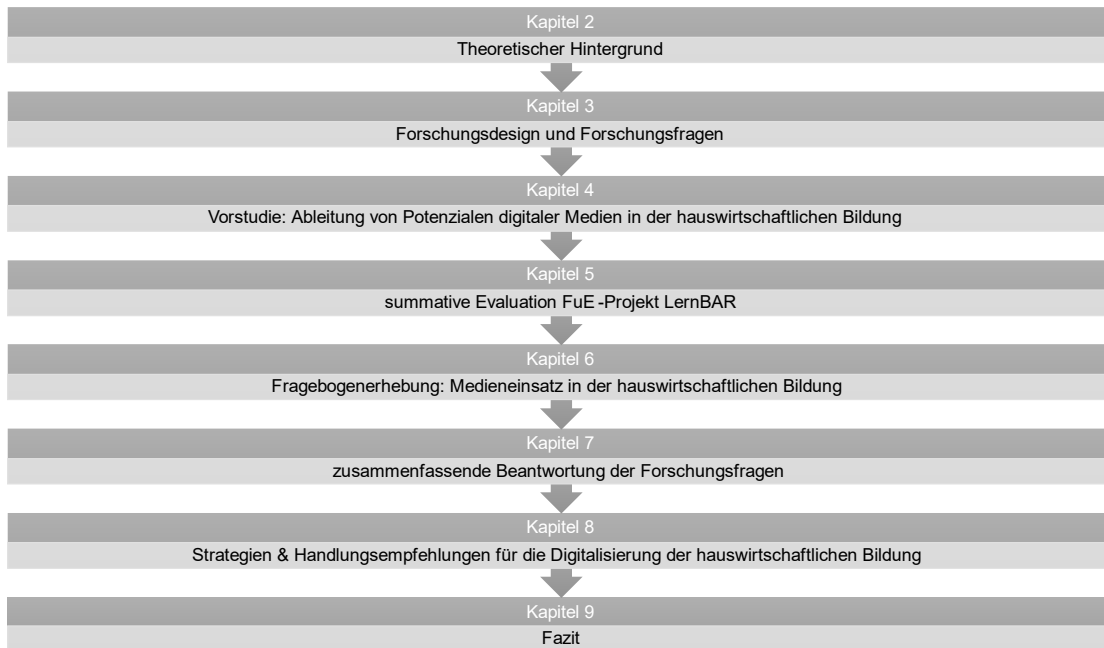 Kapitel 2
Theoretischer Hintergrund
Kapitel 3
Forschungsdesign und Forschungsfragen
Kapitel 4
Vorstudie: Ableitung von Potenzialen digitaler Medien in der hauswirtschaftlichen Bildung
Kapitel 5
summative Evaluation FuE -Projekt LernBAR
Kapitel 6
Fragebogenerhebung: Medieneinsatz in der hauswirtschaftlichen Bildung
Kapitel 7
zusammenfassende Beantwortung der Forschungsfragen
Kapitel 8
Strategien & Handlungsempfehlungen für die Digitalisierung der hauswirtschaftlichen Bildung
Kapitel 9
Fazit